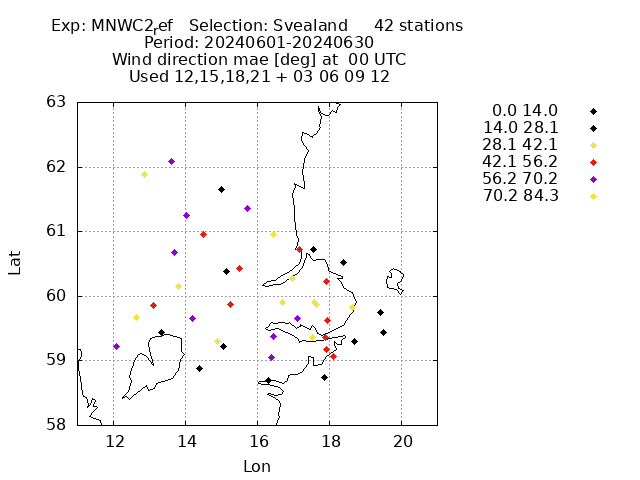 Exp: MNWC2ref   Selection: Svealand     42 stations
Period: 20240601-20240630
Wind direction mae [deg] at  00 UTC
Used 12,15,18,21 + 03 06 09 12
0.0 14.0
14.0 28.1
28.1 42.1
42.1 56.2
56.2 70.2
70.2 84.3
63
62
61
60
59
58
Lat
12 14 16 18 20
Lon